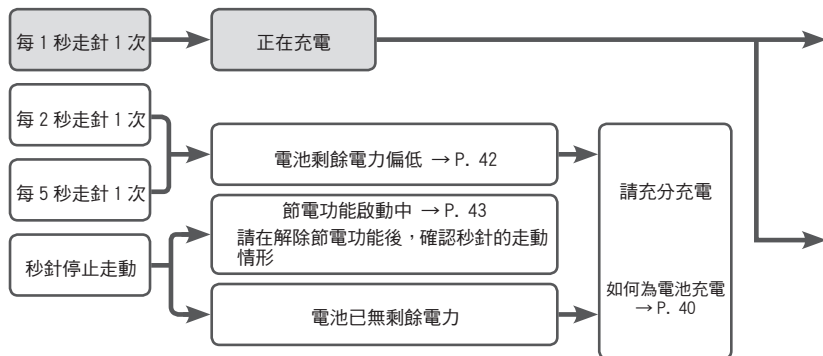 每 1 秒走針 1 次
正在充電
每 2 秒走針 1 次
電池剩餘電力偏低 → P. 42
每 5 秒走針 1 次
請充分充電
節電功能啟動中 → P. 43
請在解除節電功能後，確認秒針的走動
情形
秒針停止走動
電池已無剩餘電力
如何為電池充電
→ P. 40